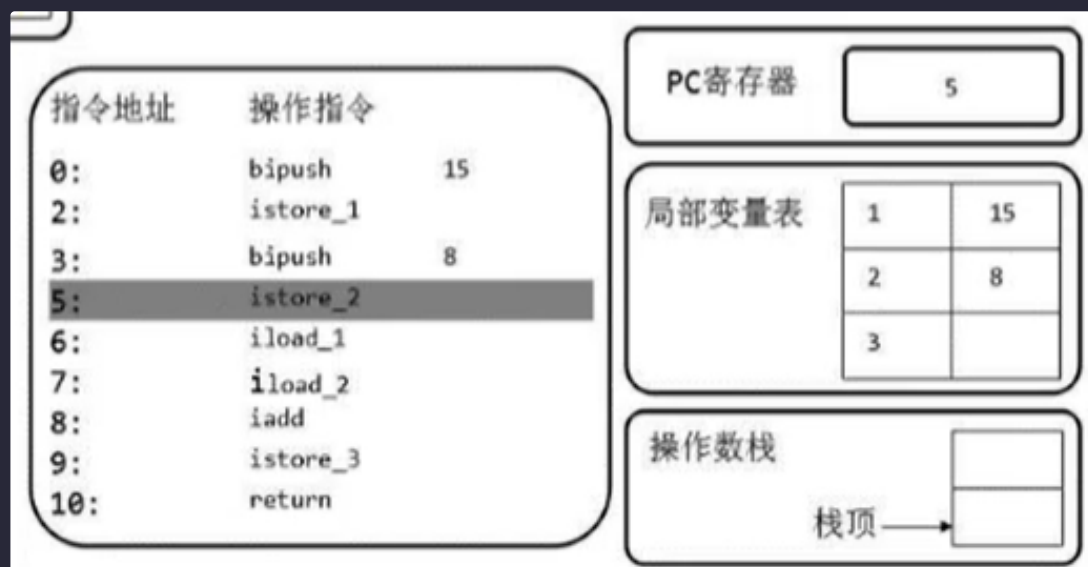 指令地址 操作指令
0: bipush 15
2: istore_1
3: bipush 8
5: istore_2
6: iload_1
7: iload_2
8: iadd
9: istore_3
10: return
PC寄存器 5
局部变量表 1 15
2 8
3
操作数栈
栈顶